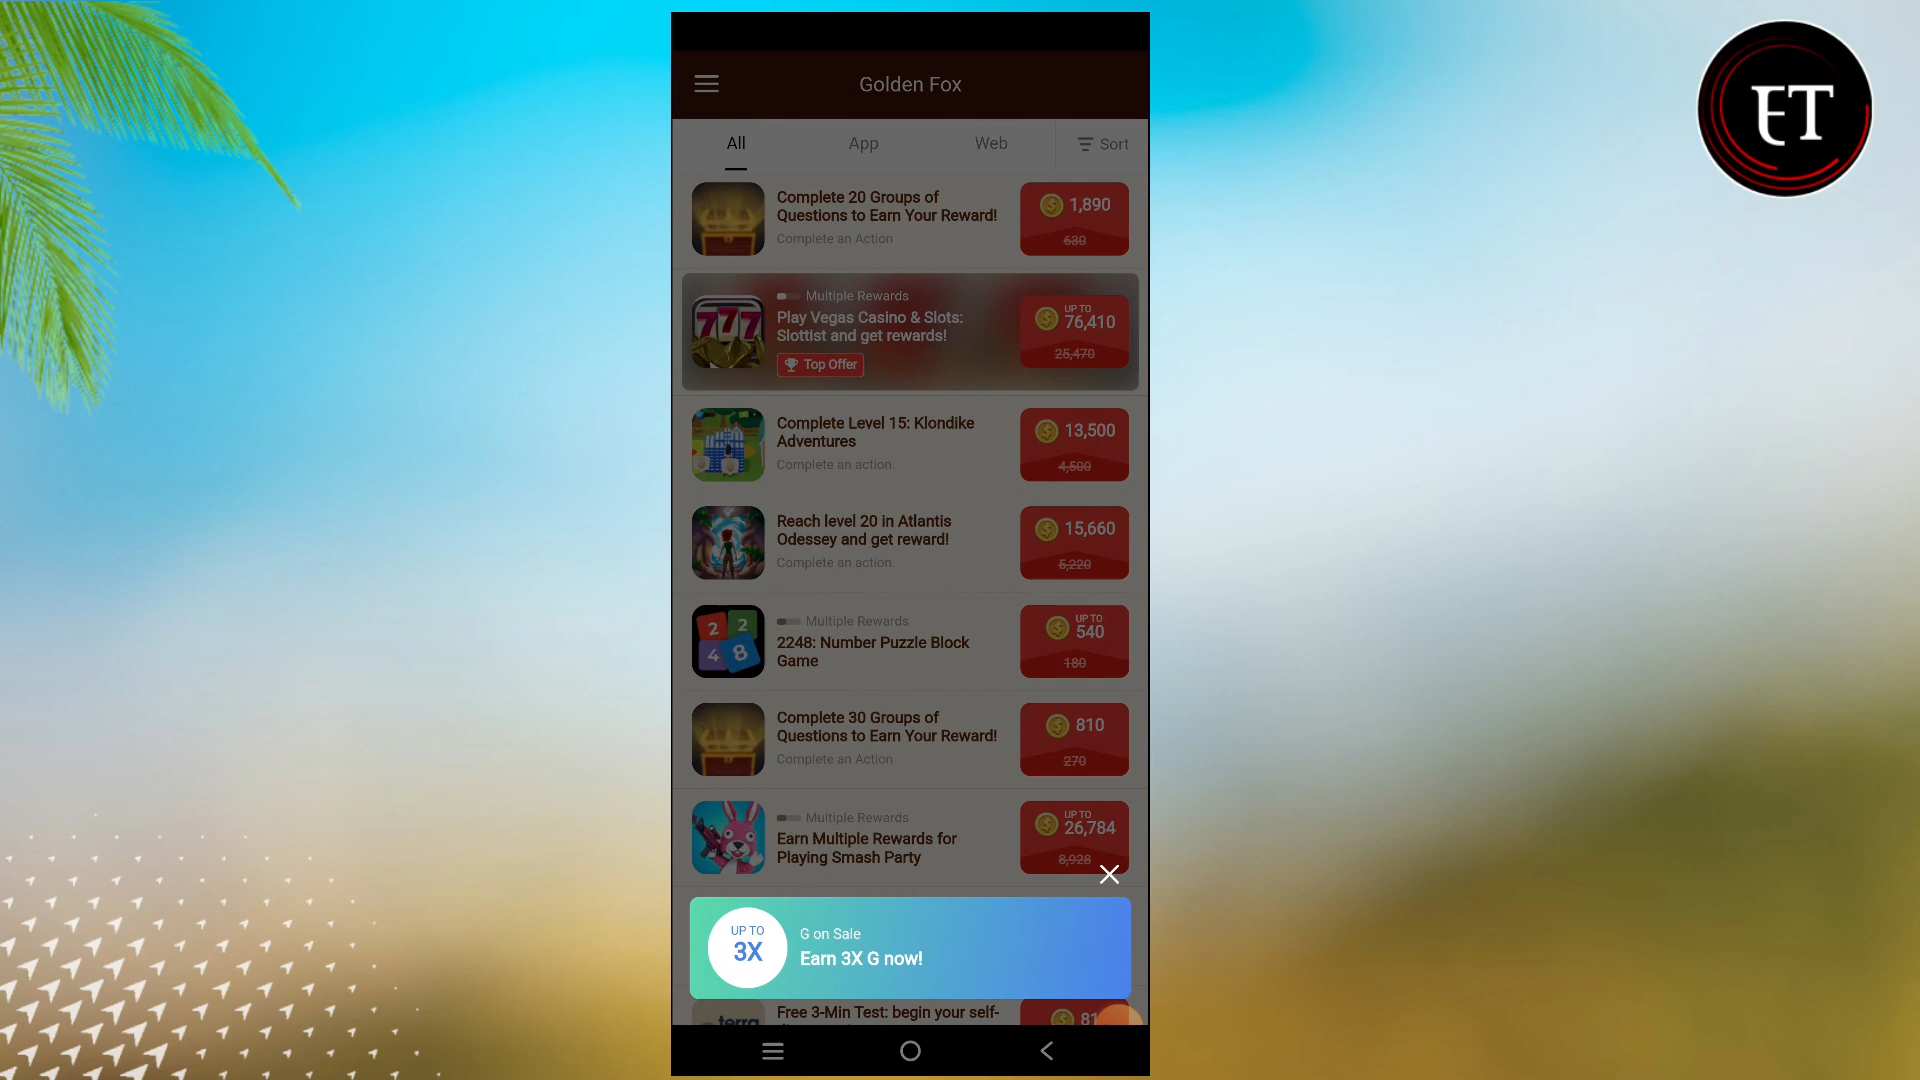 Golden Fox
All
App
Web
Sort
Complete 20 Groups of
Questions to Earn Your Reward!
Complete an Action
1,890
630
Multiple Rewards
Play Vegas Casino & Slots:
Slottist and get rewards!
Top Offer
777
UP TO
76,410
25,470
Complete Level 15: Klondike
Adventures
Complete an action.
13,500
4,500
Reach level 20 in Atlantis
Odessey and get reward!
Complete an action.
15,660
5,220
2 2
4 8
Multiple Rewards
2248: Number Puzzle Block
Game
UP TO
540
180
Complete 30 Groups of
Questions to Earn Your Reward!
Complete an Action
810
270
Multiple Rewards
Earn Multiple Rewards for
Playing Smash Party
UP TO
26,784
8,928
UP TO
3X
G on Sale
Earn 3X G now!
terra
Free 3-Min Test: begin your self-
ET